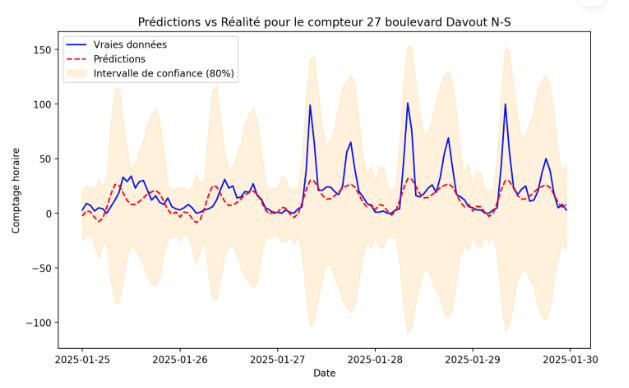 Prédictions vs Réalité pour le compteur 27 boulevard Davout N-S
Vraies données
Prédictions
Intervalle de confiance (80%)
Comptage horaire
150
100
50
0
−50
−100
2025-01-25 2025-01-26 2025-01-27 2025-01-28 2025-01-29 2025-01-30
Date